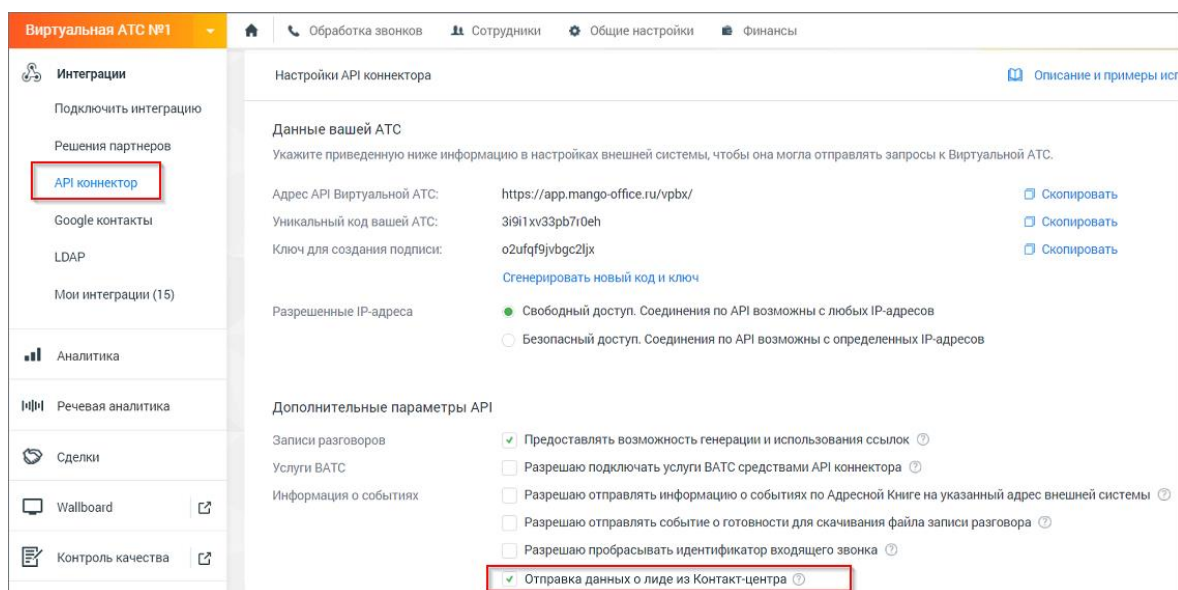 Виртуальная АТС №1
Обработка звонков
Сотрудники
Общие настройки
Финансы
Интеграции
Подключить интеграцию
Решения партнеров
API коннектор
Google контакты
LDAP
Мои интеграции (15)
Аналитика
Речевая аналитика
Сделки
Wallboard
Контроль качества
Настройки API коннектора
Описание и примеры исп
Данные вашей АТС
Укажите приведенную ниже информацию в настройках внешней системы, чтобы она могла отправлять запросы к Виртуальной АТС.
Адрес API Виртуальной АТС: https://app.mango-office.ru/vpbx/ Скопировать
Уникальный код вашей АТС: 3i9i1xv33pb7r0eh Скопировать
Ключ для создания подписи: o2ufqf9jvbgc2ljx Скопировать
Сгенерировать новый код и ключ
Разрешенные IP-адреса Свободный доступ. Соединения по API возможны с любых IP-адресов
Безопасный доступ. Соединения по API возможны с определенных IP-адресов
Дополнительные параметры API
Записи разговоров Предоставлять возможность генерации и использования ссылок ?
Услуги ВАТС Разрешаю подключать услуги ВАТС средствами API коннектора ?
Информация о событиях Разрешаю отправлять информацию о событиях по Адресной Книге на указанный адрес внешней системы ?
Разрешаю отправлять событие о готовности для скачивания файла записи разговора ?
Разрешаю пробрасывать идентификатор входящего звонка ?
Отправка данных о лиде из Контакт-центра ?